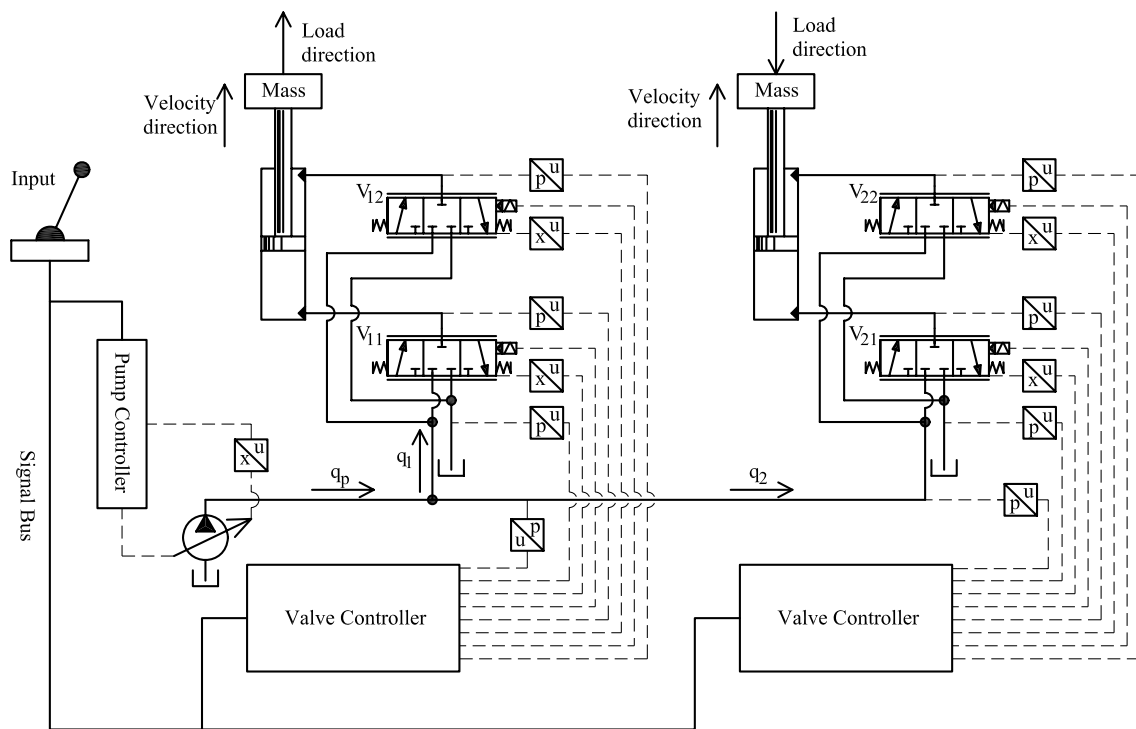 Load
direction
Load
direction
Mass
Mass
Velocity
direction
Velocity
direction
Input
V12
p u
V22
p u
x u
x u
V11
p u
V21
p u
x u
x u
Pump Controller
p u
p u
Signal Bus
x u
q1
qp
q2
p u
u p
Valve Controller
Valve Controller